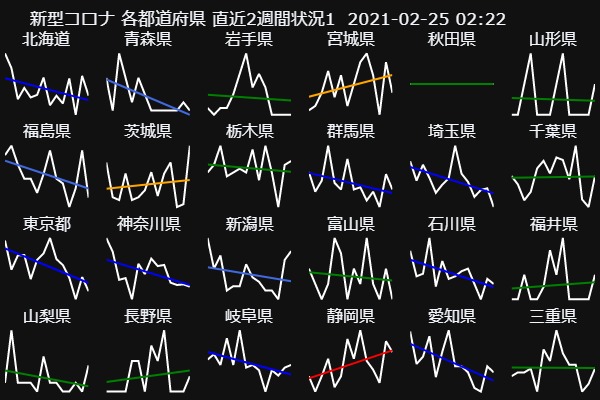 新型コロナ 各都道府県 直近2週間状況1 2021-02-25 02:22
北海道 青森県 岩手県 宮城県 秋田県 山形県
福島県 茨城県 栃木県 群馬県 埼玉県 千葉県
東京都 神奈川県 新潟県 富山県 石川県 福井県
山梨県 長野県 岐阜県 静岡県 愛知県 三重県